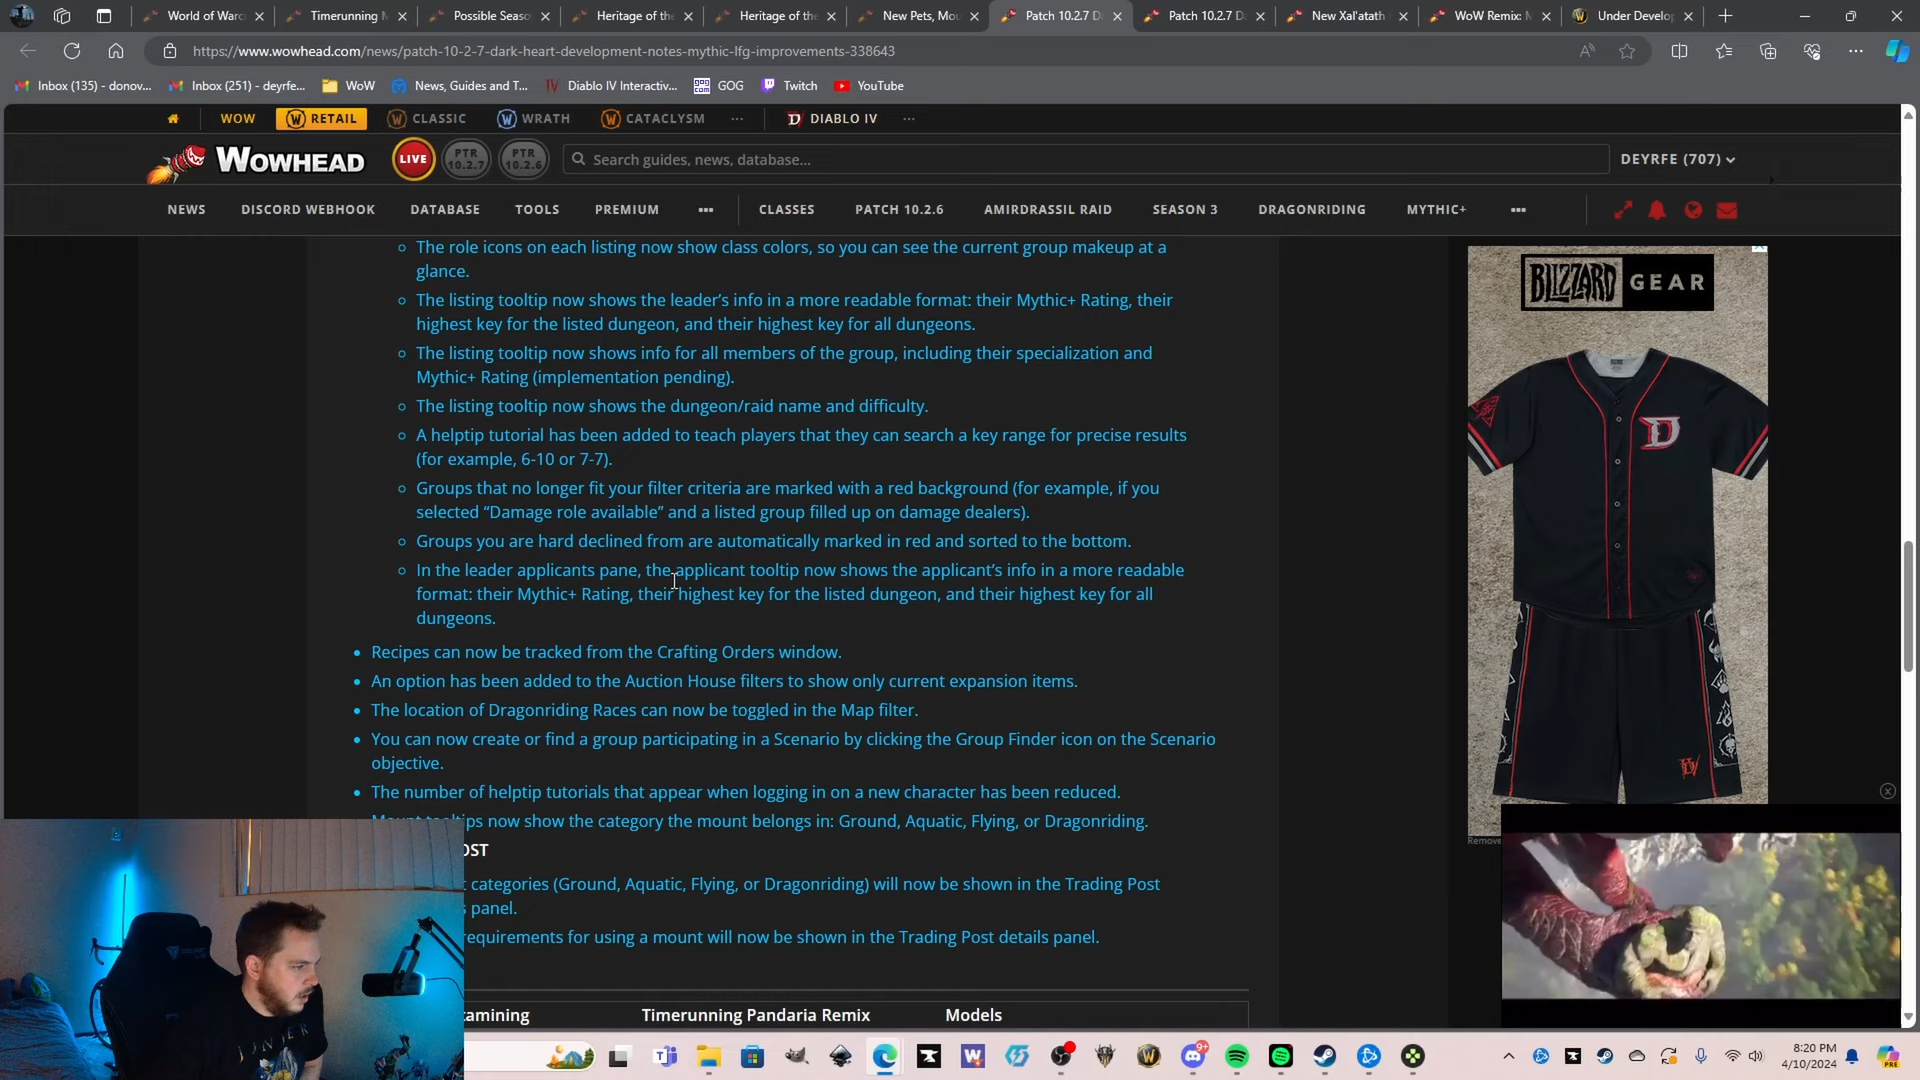 World of Warc
Timerunning M
Possible Seaso
Heritage of the
Heritage of the
New Pets, Mou
Patch 10.2.7 D
Patch 10.2.7 D
New Xal'atath
WoW Remix: M
Under Develo
https://www.wowhead.com/news/patch-10-2-7-dark-heart-development-notes-mythic-lfg-improvements-338643
Inbox (135) - donov...
Inbox (251) - deyrfe...
WoW
News, Guides and T...
Diablo IV Interactiv...
GOG
Twitch
YouTube
WOW
RETAIL
CLASSIC
WRATH
CATACLYSM
DIABLO IV
WOWHEAD
LIVE
PTR 10.2.7
PTR 10.2.6
Search guides, news, database...
DEYRFE (707)
NEWS
DISCORD WEBHOOK
DATABASE
TOOLS
PREMIUM
CLASSES
PATCH 10.2.6
AMIRDRASSIL RAID
SEASON 3
DRAGONRIDING
MYTHIC+
The role icons on each listing now show class colors, so you can see the current group makeup at a
glance.
The listing tooltip now shows the leader's info in a more readable format: their Mythic+ Rating, their
highest key for the listed dungeon, and their highest key for all dungeons.
The listing tooltip now shows info for all members of the group, including their specialization and
Mythic+ Rating (implementation pending).
The listing tooltip now shows the dungeon/raid name and difficulty.
A helptip tutorial has been added to teach players that they can search a key range for precise results
(for example, 6-10 or 7-7).
Groups that no longer fit your filter criteria are marked with a red background (for example, if you
selected “Damage role available” and a listed group filled up on damage dealers).
Groups you are hard declined from are automatically marked in red and sorted to the bottom.
In the leader applicants pane, the applicant tooltip now shows the applicant's info in a more readable
format: their Mythic+ Rating, their highest key for the listed dungeon, and their highest key for all
dungeons.
Recipes can now be tracked from the Crafting Orders window.
An option has been added to the Auction House filters to show only current expansion items.
The location of Dragonriding Races can now be toggled in the Map filter.
You can now create or find a group participating in a Scenario by clicking the Group Finder icon on the Scenario
objective.
The number of helptip tutorials that appear when logging in on a new character has been reduced.
tips now show the category the mount belongs in: Ground, Aquatic, Flying, or Dragonriding.
OST
categories (Ground, Aquatic, Flying, or Dragonriding) will now be shown in the Trading Post
panel.
requirements for using a mount will now be shown in the Trading Post details panel.
amining
Timerunning Pandaria Remix
Models
BLIZZARD GEAR
D
Remove
9+
8:20 PM
4/10/2024
PRE